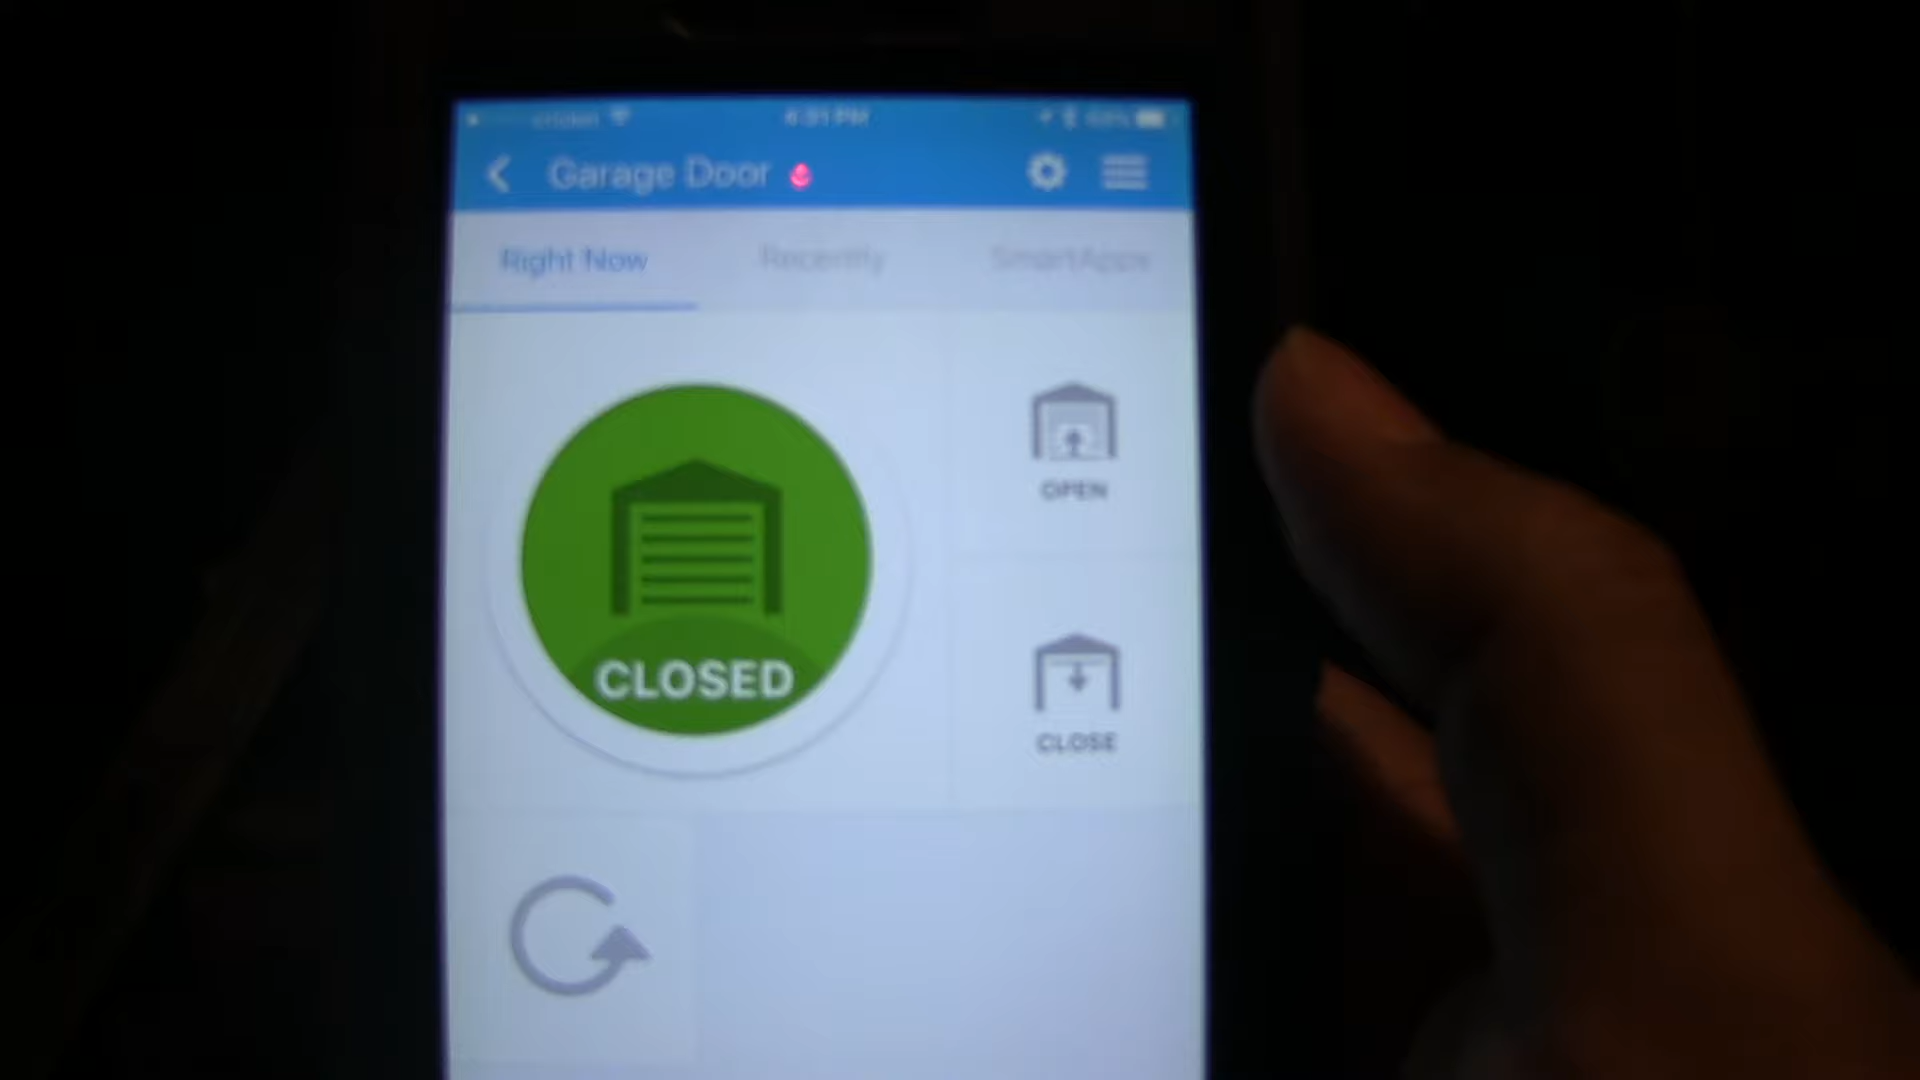 Garage Door
Right Now Recently SmartApps
OPEN
CLOSED
CLOSE